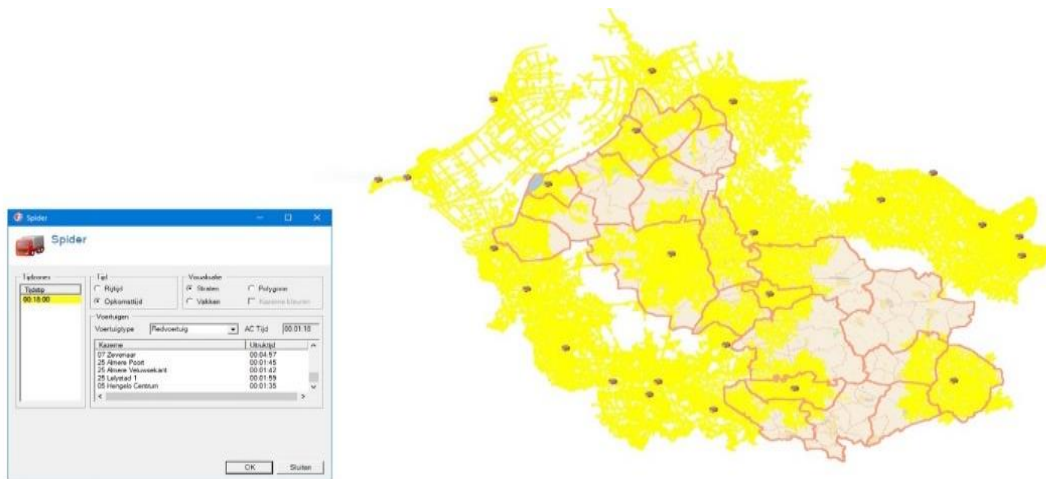 Spider
Spider
Tijdzones
Tijdstip
00:18:00
Tijd
Rijtijd
Opkomsttijd
Visualisatie
Straten
Polygoon
Vakken
Kazerne kleuren
Voertuigen
Voertuigtype
Redvoertuig
AC Tijd
00:01:10
Kazerne
Uitruktijd
07 Zevenaar 00:04:57
25 Almere Poort 00:01:45
25 Almere Veluwsekant 00:01:42
25 Lelystad 1 00:01:59
05 Hengelo Centrum 00:01:35
OK
Sluiten